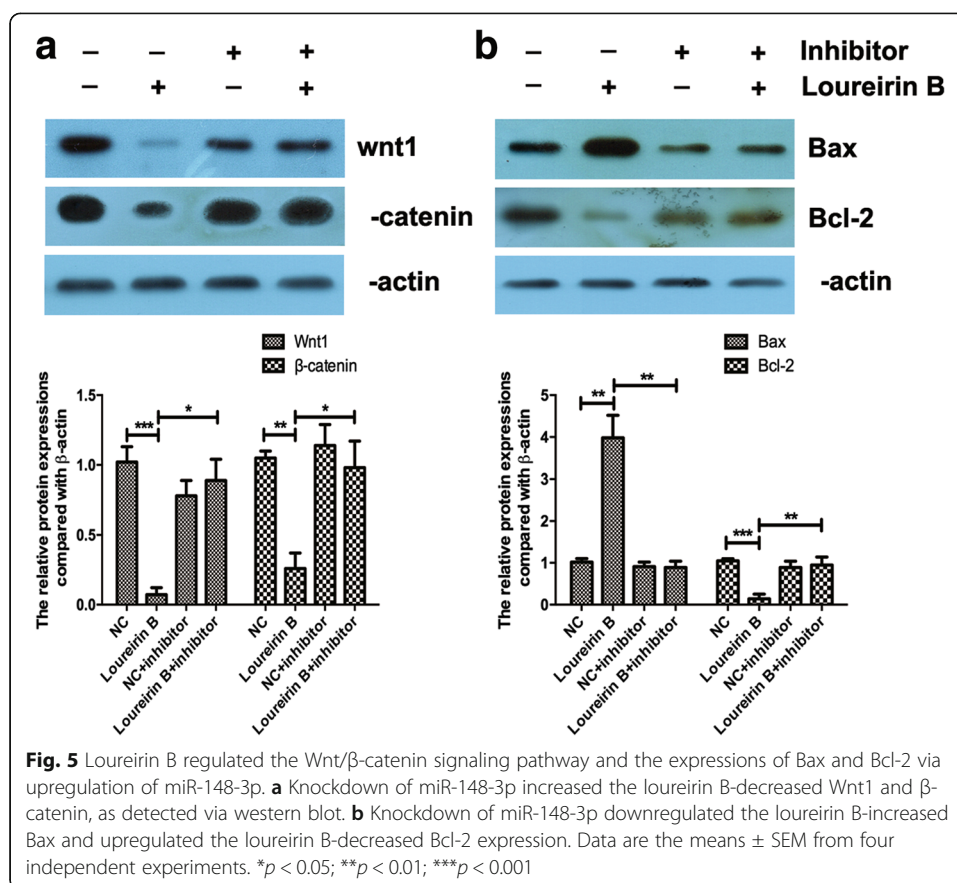 a − − + + b − − + + Inhibitor
− + − + − + − + Loureirin B
wnt1 Bax
-catenin Bcl-2
-actin -actin
Wnt1
β-catenin
The relative protein expressions
compared with β-actin
1.5
1.0
0.5
0.0
***
*
**
*
NC
Loureirin B
NC+inhibitor
Loureirin B+inhibitor
NC
Loureirin B
NC+inhibitor
Loureirin B+inhibitor
Bax
Bcl-2
The relative protein expressions
compared with β-actin
5
4
2
1
0
**
**
***
**
NC
Loureirin B
NC+inhibitor
Loureirin B+inhibitor
NC
Loureirin B
NC+inhibitor
Loureirin B+inhibitor
Fig. 5 Loureirin B regulated the Wnt/β-catenin signaling pathway and the expressions of Bax and Bcl-2 via
upregulation of miR-148-3p. a Knockdown of miR-148-3p increased the loureirin B-decreased Wnt1 and β-
catenin, as detected via western blot. b Knockdown of miR-148-3p downregulated the loureirin B-increased
Bax and upregulated the loureirin B-decreased Bcl-2 expression. Data are the means ± SEM from four
independent experiments. *p < 0.05; **p < 0.01; ***p < 0.001